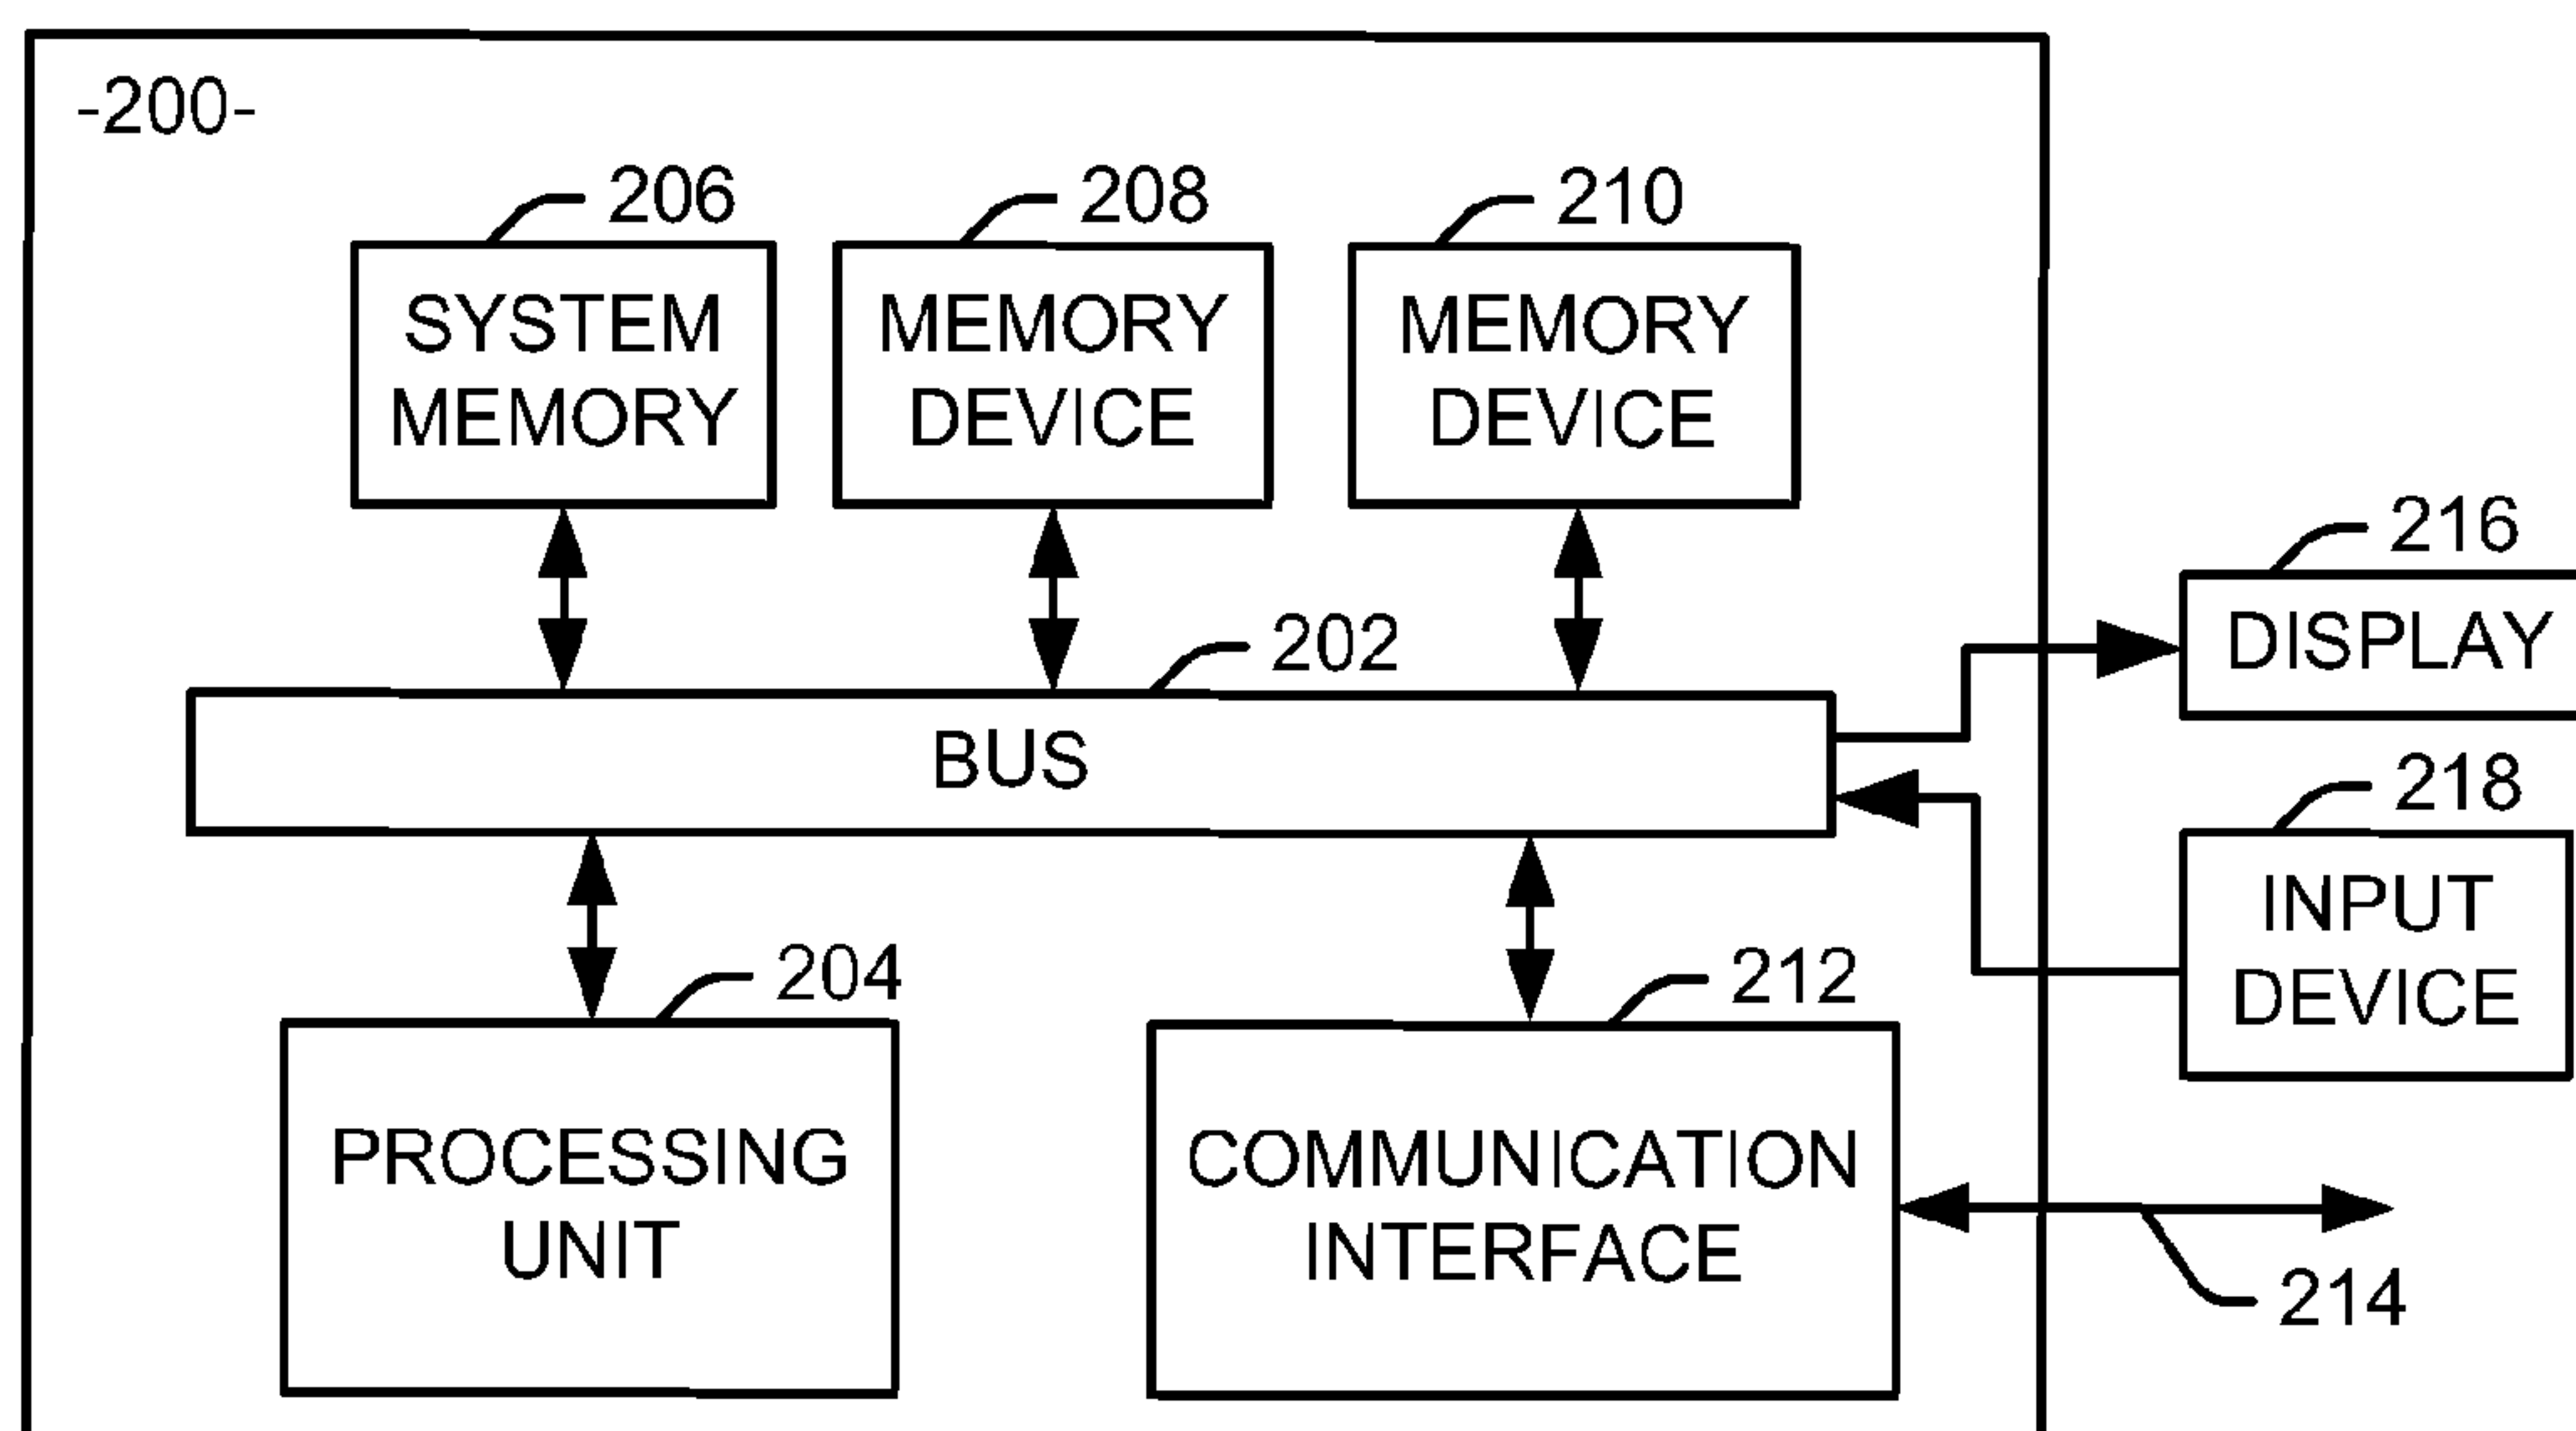 -200-
206
208
210
SYSTEM
MEMORY
MEMORY
DEVICE
MEMORY
DEVICE
216
DISPLAY
202
BUS
218
INPUT
DEVICE
204
212
PROCESSING
UNIT
COMMUNICATION
INTERFACE
214